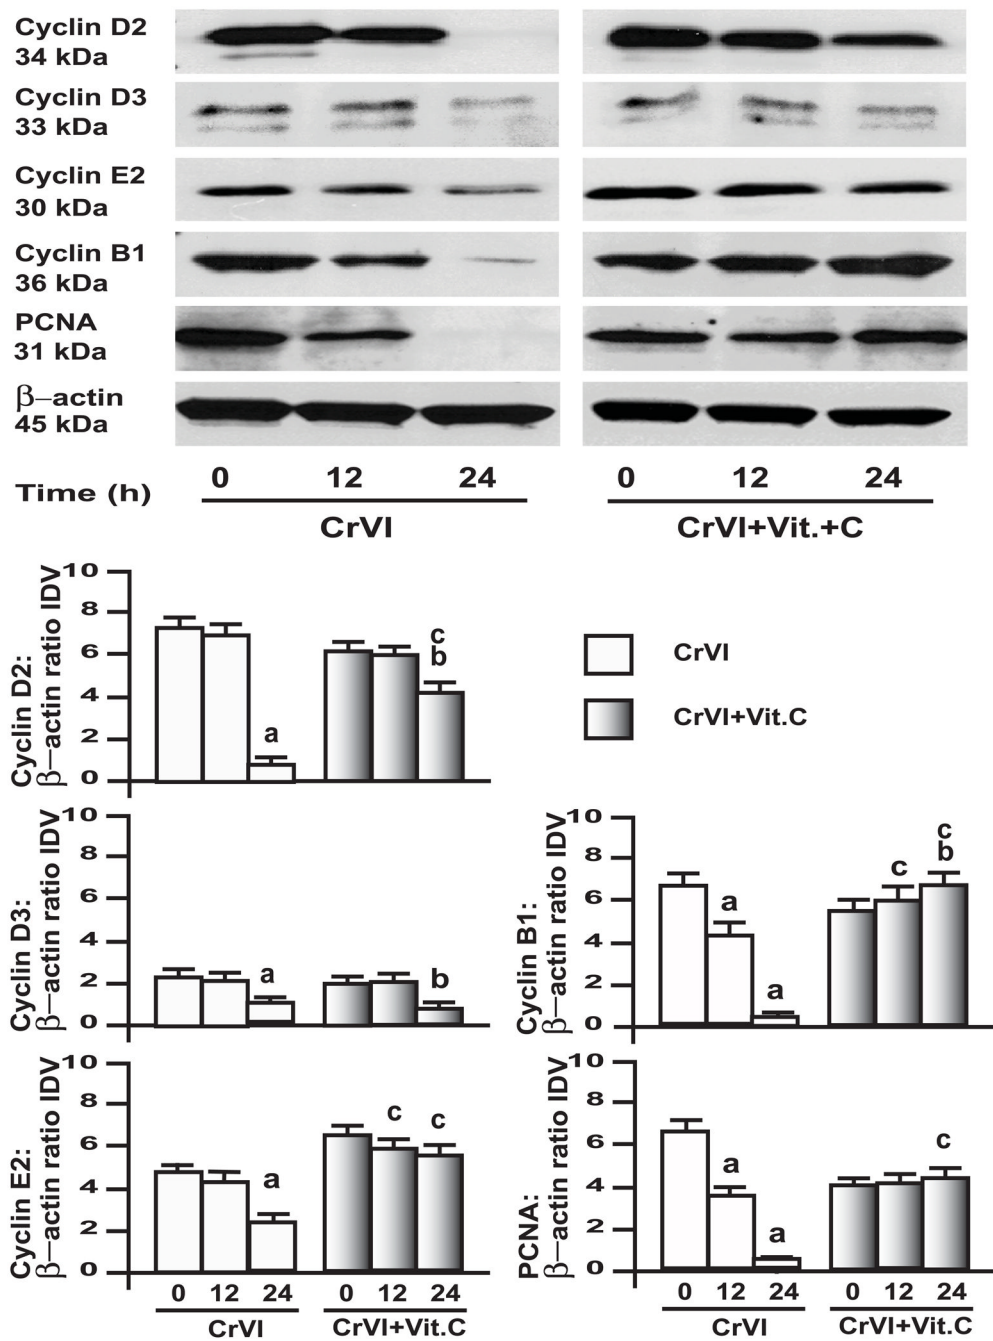 Cyclin D2
34 kDa
Cyclin D3
33 kDa
Cyclin E2
30 kDa
Cyclin B1
36 kDa
PCNA
31 kDa
β–actin
45 kDa
Time (h)
0 12 24
CrVI
0 12 24
CrVI+Vit.+C
Cyclin D2:
β–actin ratio IDV
10
8
6
4
2
0
a
c
b
CrVI
CrVI+Vit.C
Cyclin D3:
β–actin ratio IDV
10
8
6
4
2
0
a
b
Cyclin B1:
β–actin ratio IDV
10
8
6
4
2
0
a
a
c
c
b
Cyclin E2:
β–actin ratio IDV
10
8
6
4
2
0
a
c
c
0 12 24
CrVI
0 12 24
CrVI+Vit.C
PCNA:
β–actin ratio IDV
10
8
6
4
2
0
a
a
c
0 12 24
CrVI
0 12 24
CrVI+Vit.C